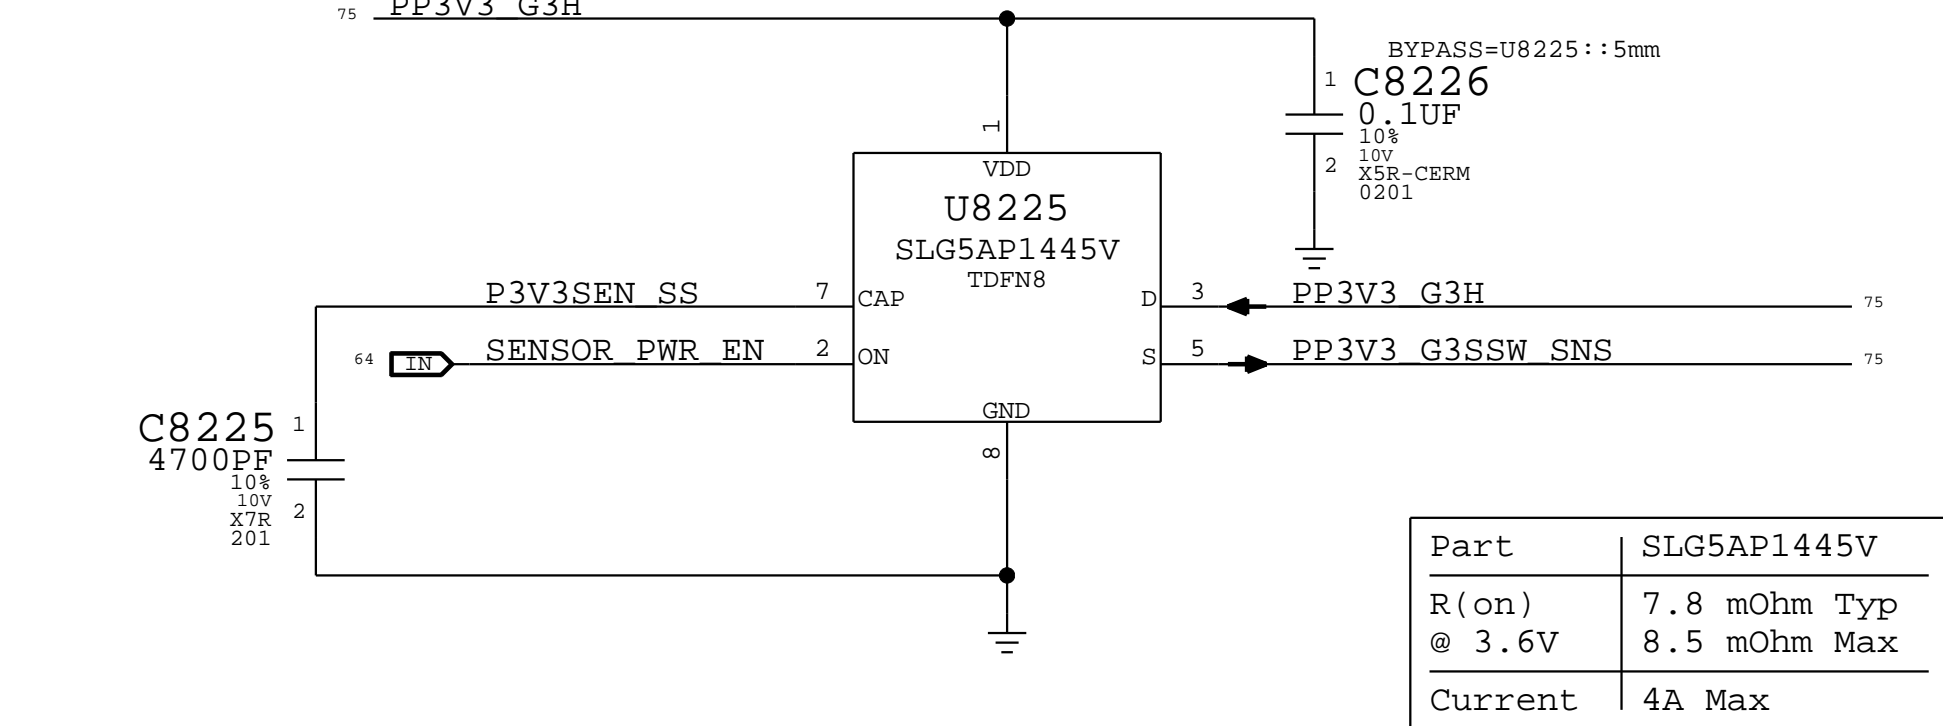 75 PP3V3_G3H
BYPASS=U8225::5mm
1 C8226
0.1UF
10%
10V
2 X5R-CERM
0201
1
VDD
U8225
SLG5AP1445V
TDFN8
P3V3SEN_SS 7 CAP
D 3 PP3V3_G3H 75
64 IN SENSOR_PWR_EN 2 ON
S 5 PP3V3_G3SSW_SNS 75
GND
8
C8225 1
4700PF
10%
10V
X7R 2
201
Part SLG5AP1445V
R(on) 7.8 mOhm Typ
@ 3.6V 8.5 mOhm Max
Current 4A Max